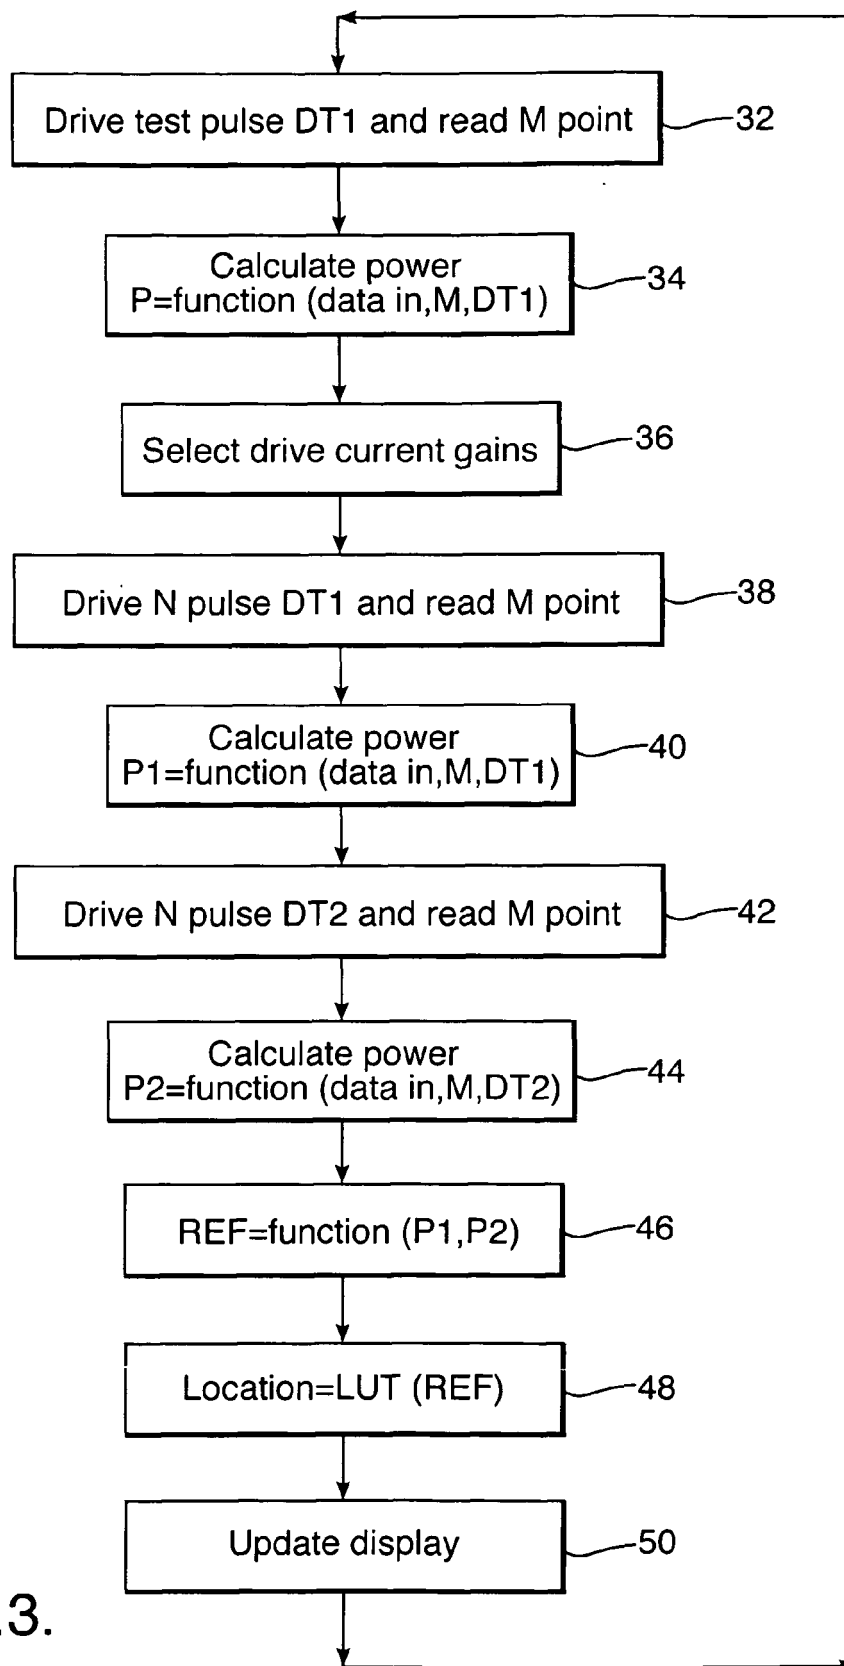 Drive test pulse DT1 and read M point
32
Calculate power
P=function (data in,M,DT1)
34
Select drive current gains
36
Drive N pulse DT1 and read M point
38
Calculate power
P1=function (data in,M,DT1)
40
Drive N pulse DT2 and read M point
42
Calculate power
P2=function (data in,M,DT2)
44
REF=function (P1,P2)
46
Location=LUT (REF)
48
Update display
50
.3.